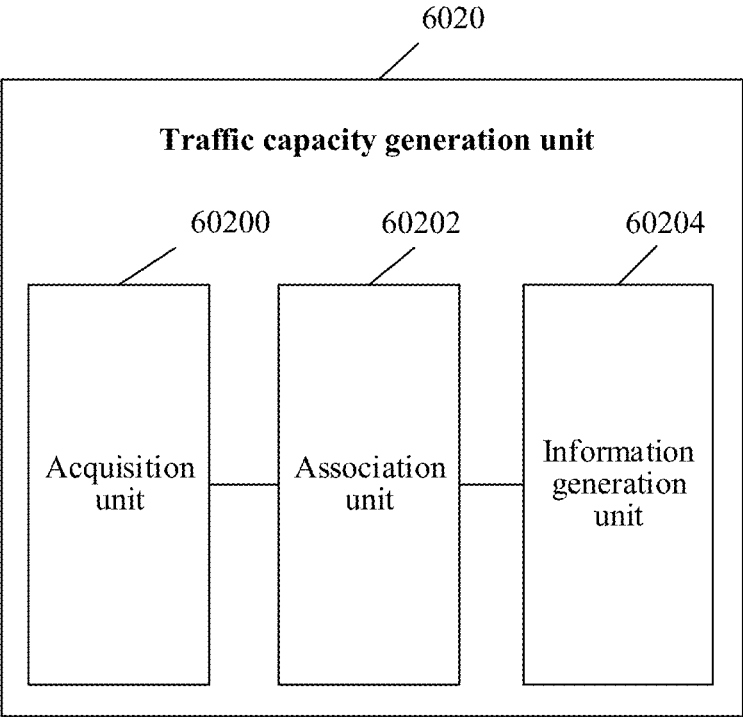 6020
Traffic capacity generation unit
60200
60202
60204
Acquisition
unit
Association
unit
Information
generation
unit